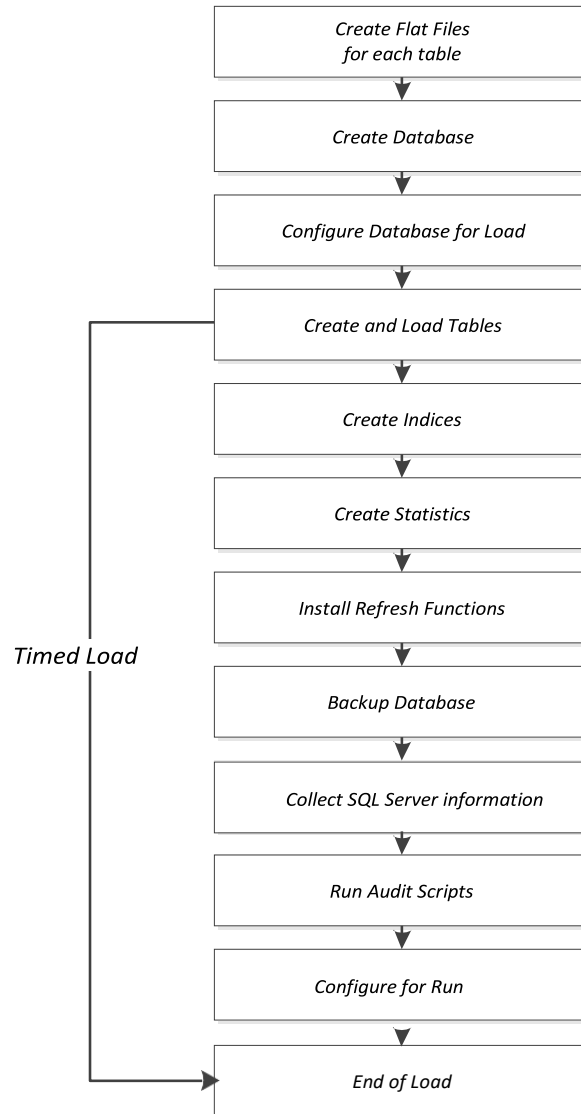 Create Flat Files
for each table
Create Database
Configure Database for Load
Create and Load Tables
Create Indices
Create Statistics
Install Refresh Functions
Timed Load
Backup Database
Collect SQL Server information
Run Audit Scripts
Configure for Run
End of Load